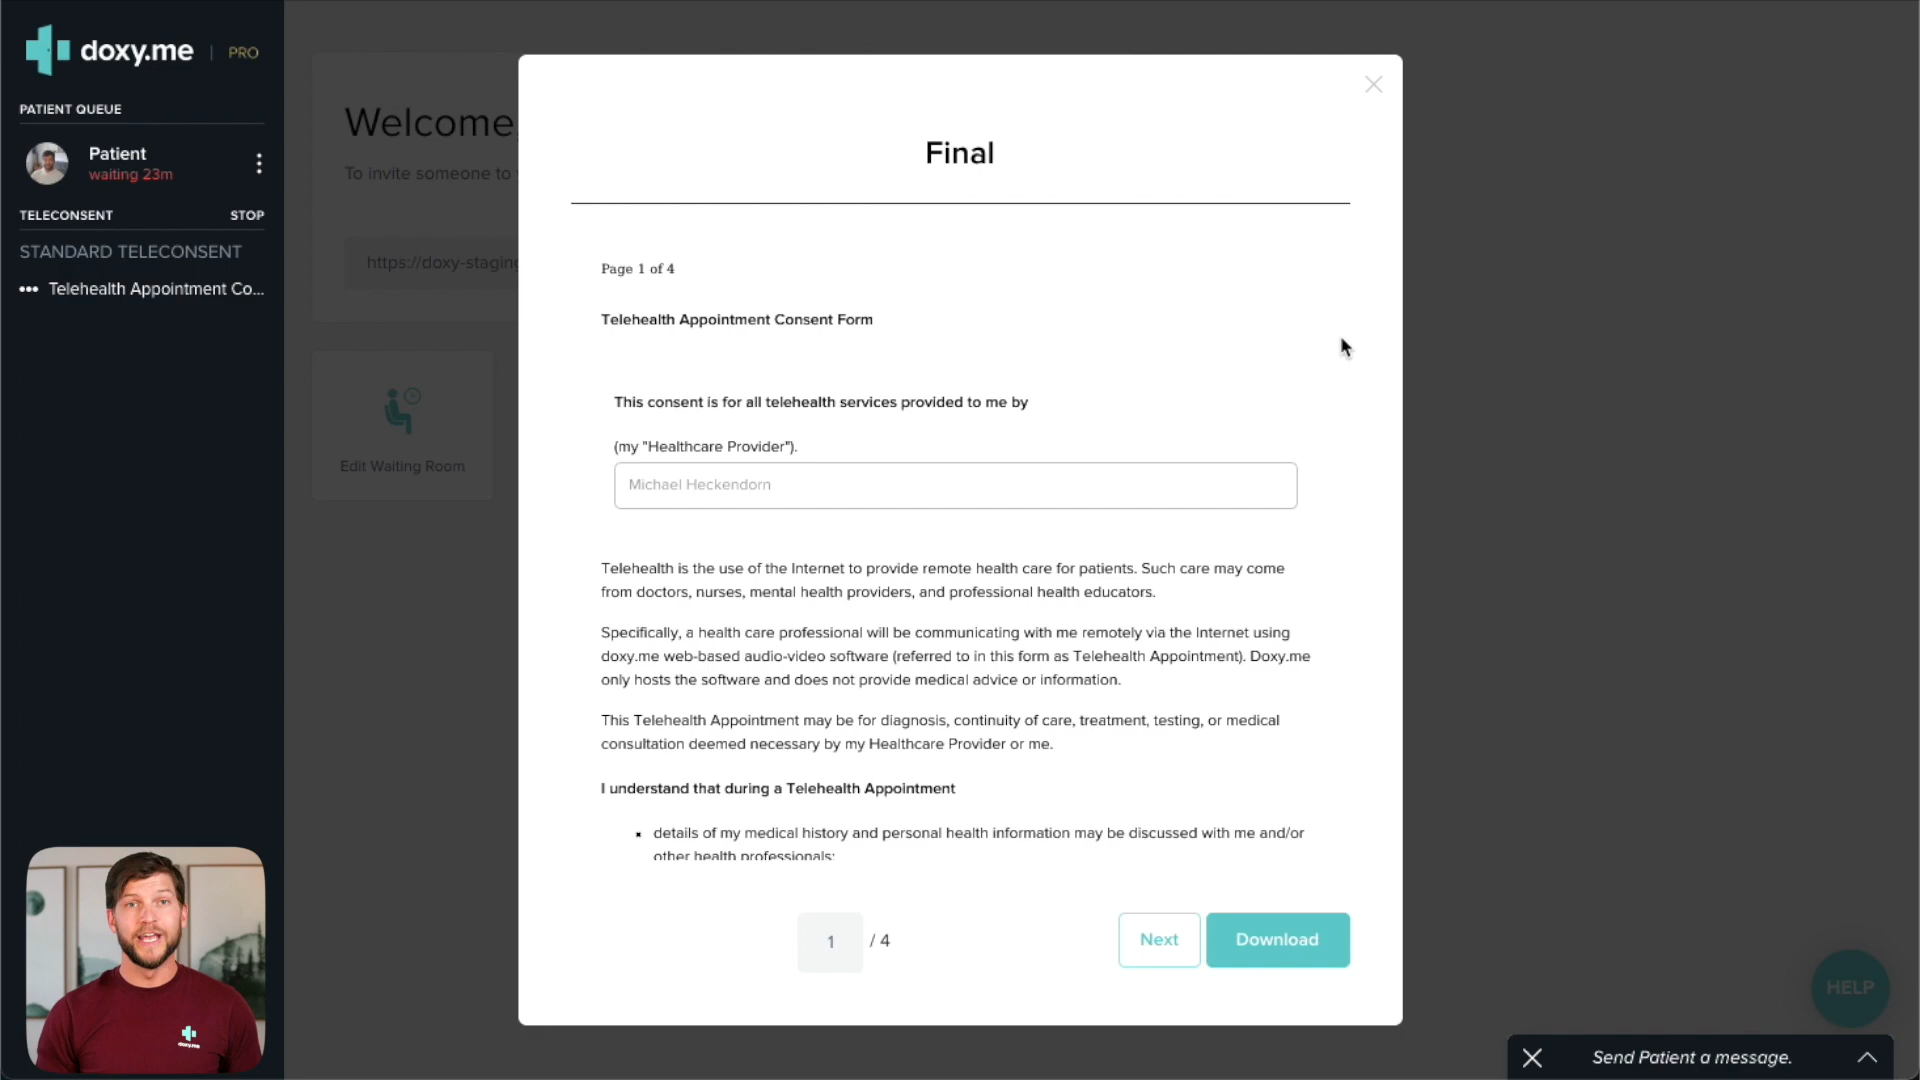 doxy.me | PRO
PATIENT QUEUE
Patient
waiting 23m
TELECONSENT STOP
STANDARD TELECONSENT
Telehealth Appointment Co...
Welcome,
To invite someone to
https://doxy-staging
Edit Waiting Room
Final
Page 1 of 4
Telehealth Appointment Consent Form
This consent is for all telehealth services provided to me by
(my "Healthcare Provider").
Michael Heckendorn
Telehealth is the use of the Internet to provide remote health care for patients. Such care may come
from doctors, nurses, mental health providers, and professional health educators.
Specifically, a health care professional will be communicating with me remotely via the Internet using
doxy.me web-based audio-video software (referred to in this form as Telehealth Appointment). Doxy.me
only hosts the software and does not provide medical advice or information.
This Telehealth Appointment may be for diagnosis, continuity of care, treatment, testing, or medical
consultation deemed necessary by my Healthcare Provider or me.
I understand that during a Telehealth Appointment
details of my medical history and personal health information may be discussed with me and/or
other health professionals;
1 / 4
Next
Download
doxy.me
HELP
Send Patient a message.